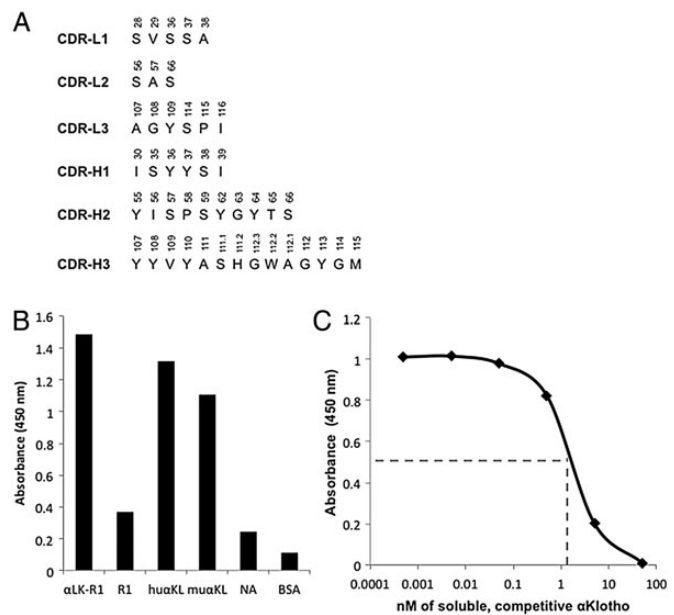 A
28 29 36 37 38
CDR-L1 S V S S A
56 57 66
CDR-L2 S A S
107 108 109 114 115 116
CDR-L3 A G Y S P I
30 35 36 37 38 39
CDR-H1 I S Y Y S I
55 56 57 58 59 62 63 64 65 66
CDR-H2 Y I S P S Y G Y T S
107 108 109 110 111 111.1 111.2 112.3 112.2 112.1 112 113 114 115
CDR-H3 Y Y V Y A S H G W A G Y G M
B
Absorbance (450 nm)
1.6
1.4
1.2
1
0.8
0.6
0.4
0.2
0
αLK-R1 R1 huαKL muαKL NA BSA
C
Absorbance (450 nm)
1.2
1
0.8
0.6
0.4
0.2
0
0.0001 0.001 0.01 0.1 1 10 100
nM of soluble, competitive αKlotho